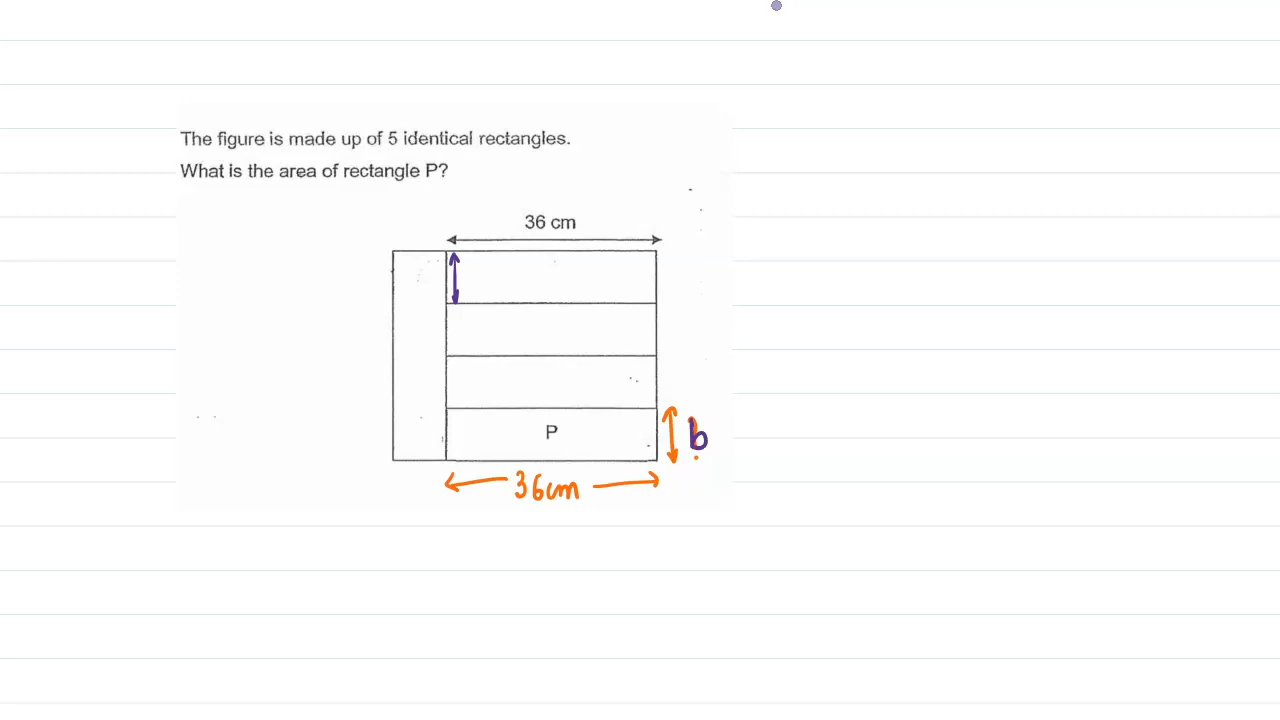 The figure is made up of 5 identical rectangles.
What is the area of rectangle P?
36 cm
P
b
36cm